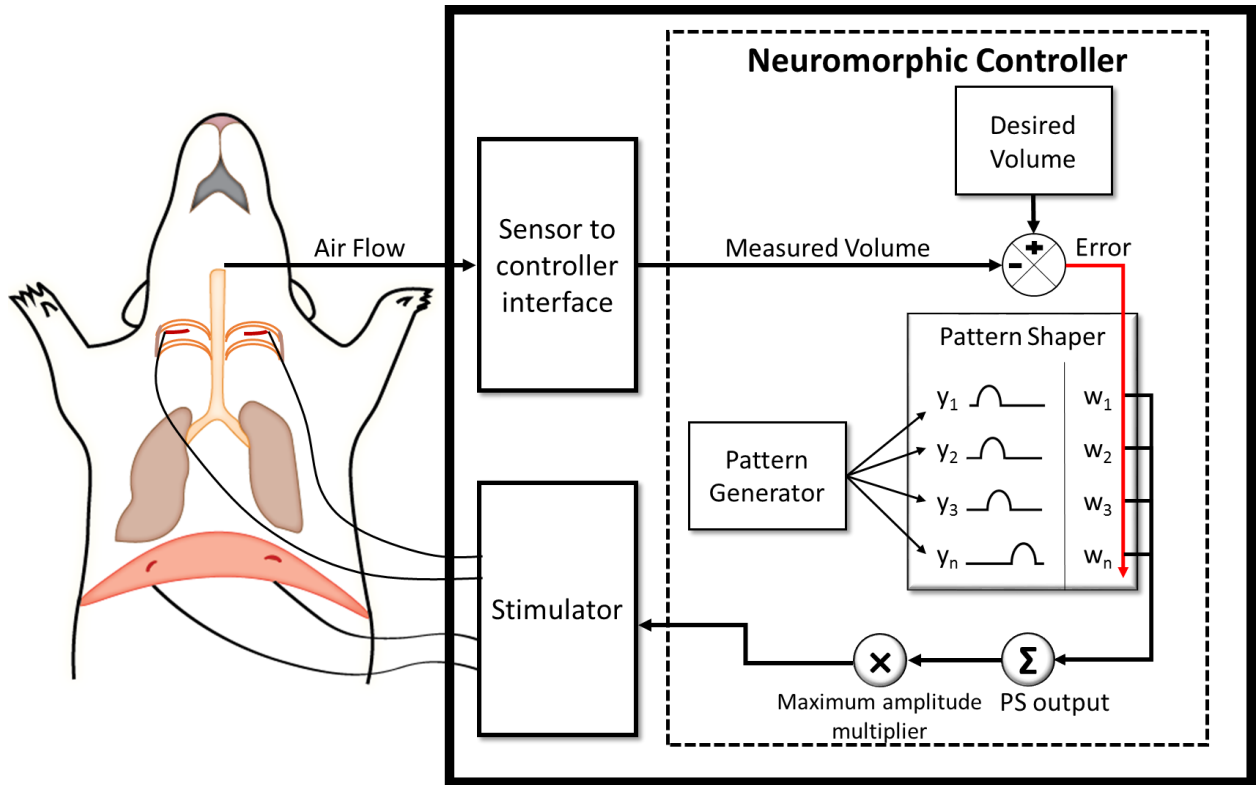 Neuromorphic Controller
Desired
Volume
Air Flow
Sensor to
controller
interface
Measured Volume
+
-
Error
Pattern Shaper
y1
w1
y2
w2
y3
w3
yn
wn
Pattern
Generator
Stimulator
×
Σ
Maximum amplitude
multiplier
PS output